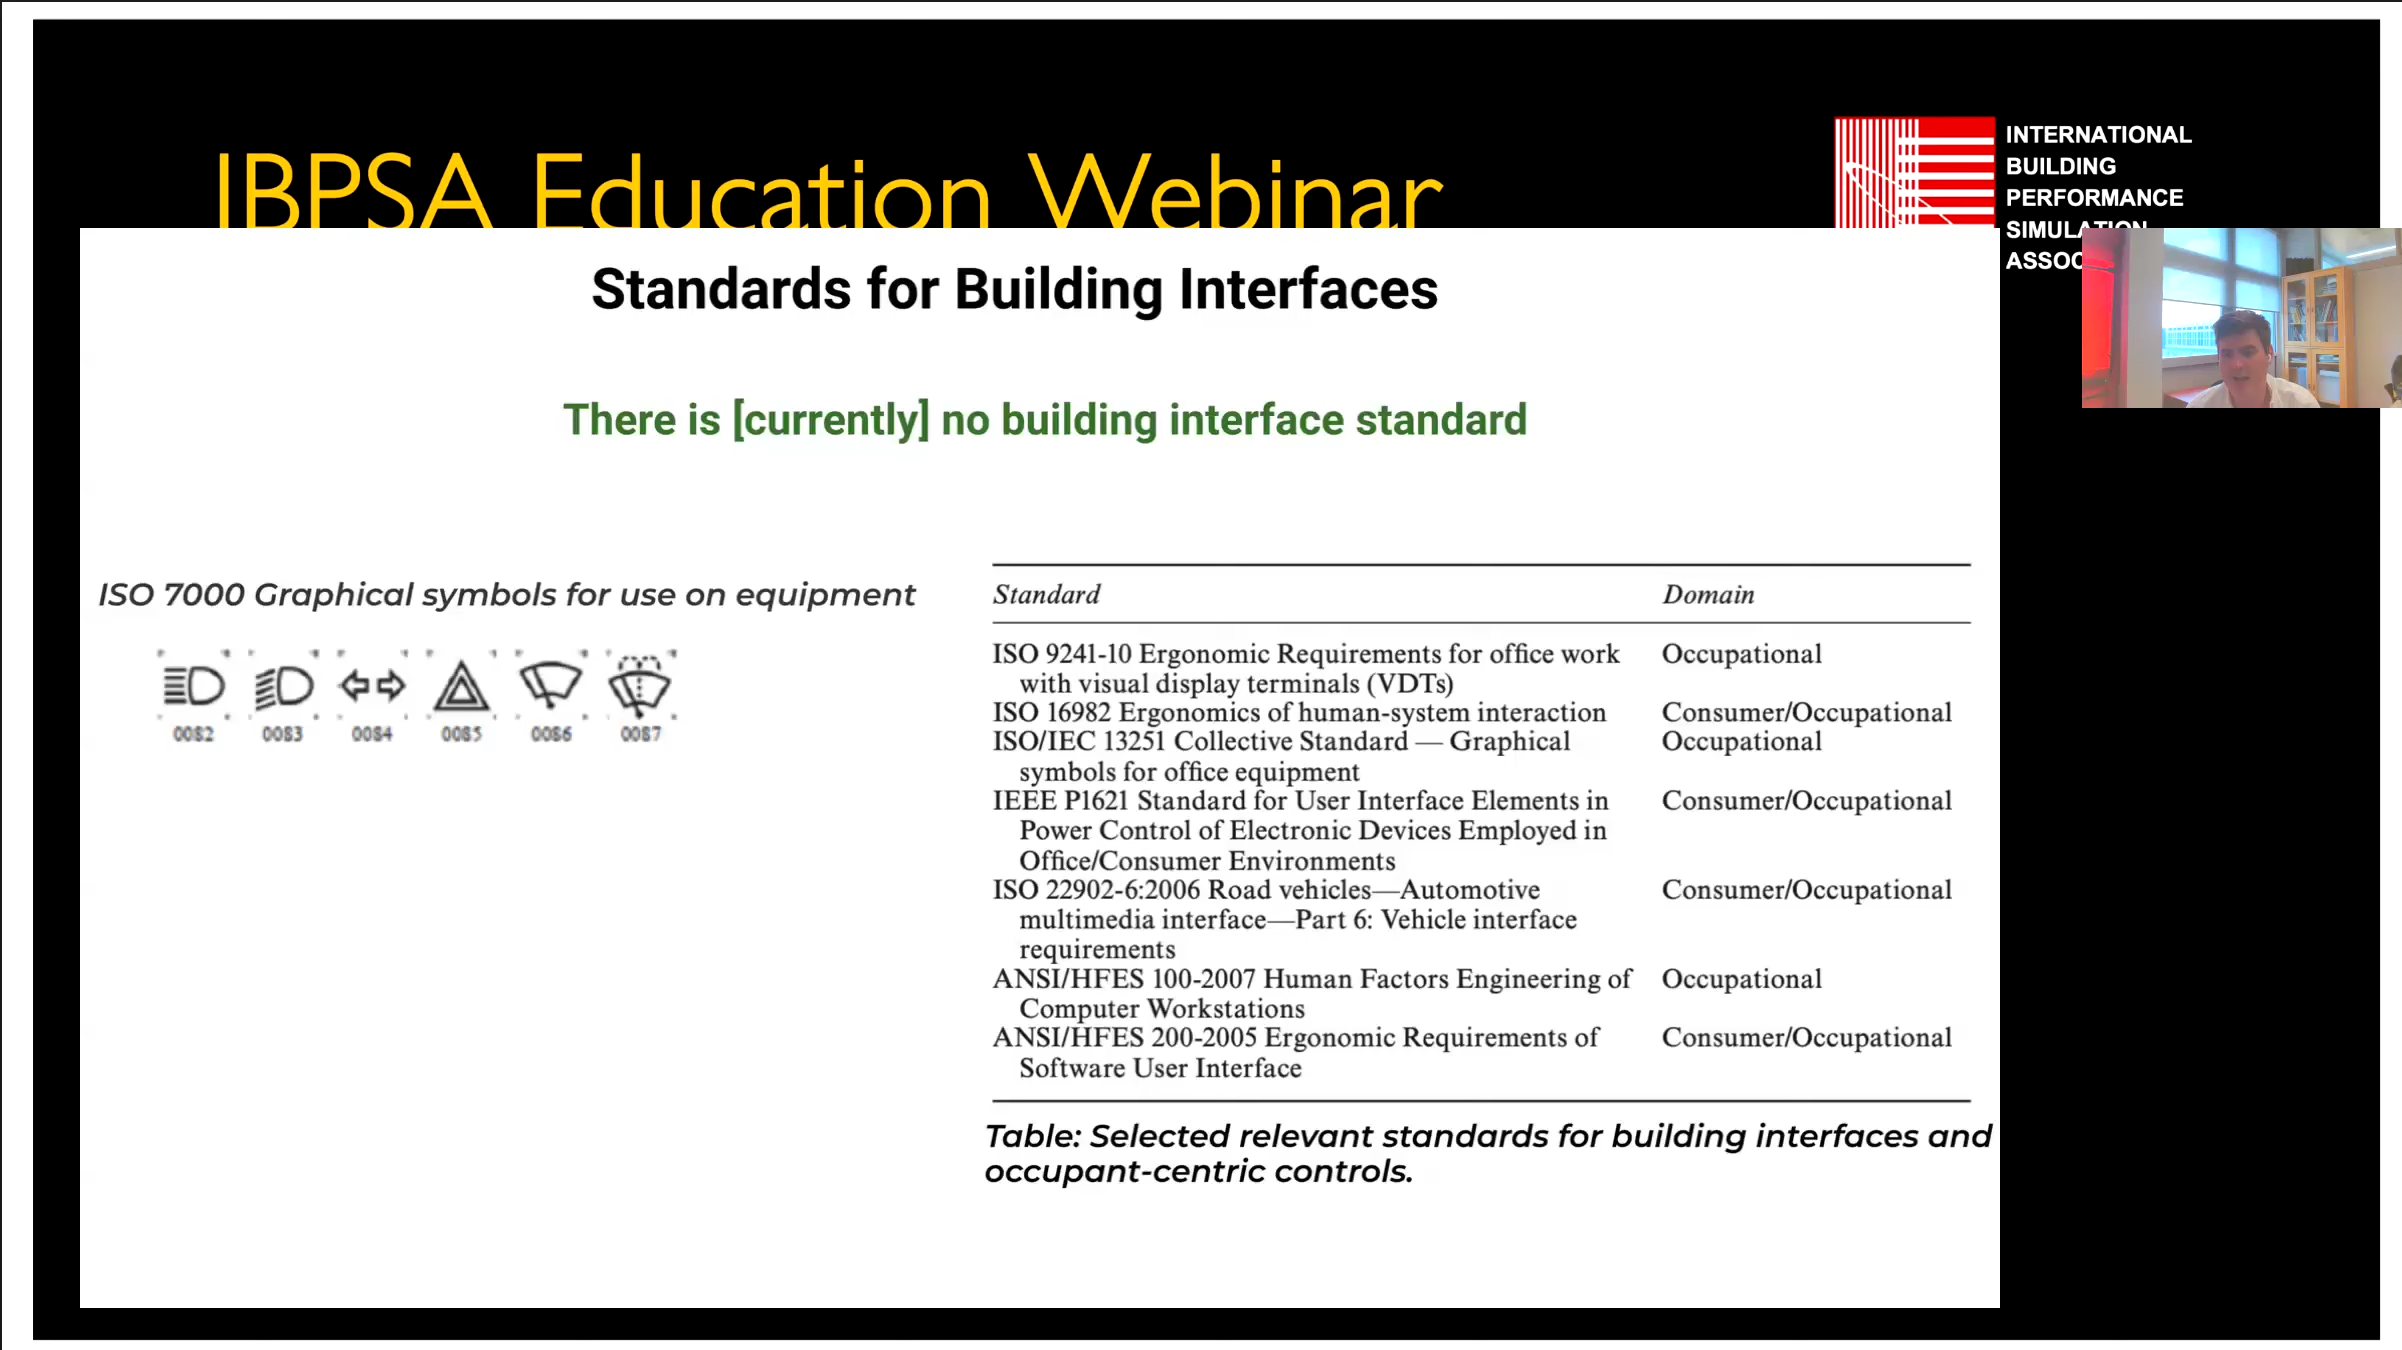 IBPSA Education Webinar
INTERNATIONAL
BUILDING
PERFORMANCE
SIMULATION
ASSOC
Standards for Building Interfaces
There is [currently] no building interface standard
ISO 7000 Graphical symbols for use on equipment
0082 0083 0084 0085 0086 0087
Standard Domain
ISO 9241-10 Ergonomic Requirements for office work Occupational
with visual display terminals (VDTs)
ISO 16982 Ergonomics of human-system interaction Consumer/Occupational
ISO/IEC 13251 Collective Standard — Graphical Occupational
symbols for office equipment
IEEE P1621 Standard for User Interface Elements in Consumer/Occupational
Power Control of Electronic Devices Employed in
Office/Consumer Environments
ISO 22902-6:2006 Road vehicles—Automotive Consumer/Occupational
multimedia interface—Part 6: Vehicle interface
requirements
ANSI/HFES 100-2007 Human Factors Engineering of Occupational
Computer Workstations
ANSI/HFES 200-2005 Ergonomic Requirements of Consumer/Occupational
Software User Interface
Table: Selected relevant standards for building interfaces and
occupant-centric controls.